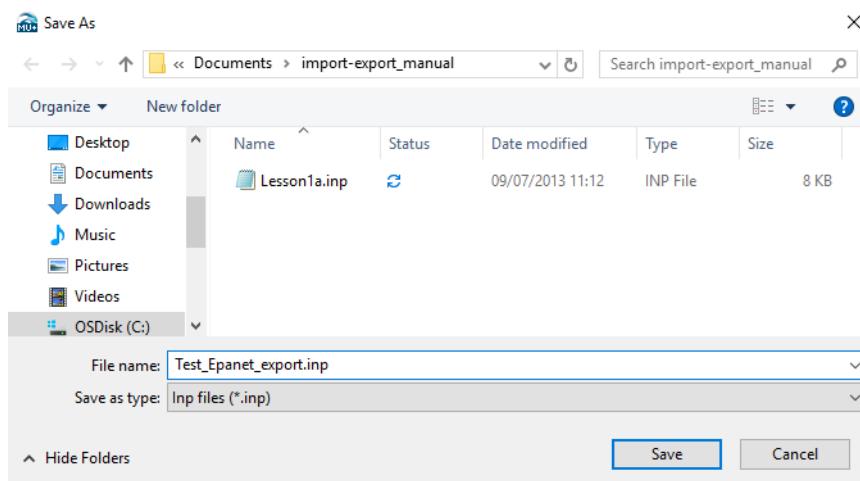 MU+ Save As
« Documents › import-export_manual Search import-export_manual
Organize New folder ?
Desktop Name Status Date modified Type Size
Documents
Lesson1a.inp 09/07/2013 11:12 INP File 8 KB
Downloads
Music
Pictures
Videos
OSDisk (C:)
File name: Test_Epanet_export.inp
Save as type: Inp files (*.inp)
Hide Folders Save Cancel